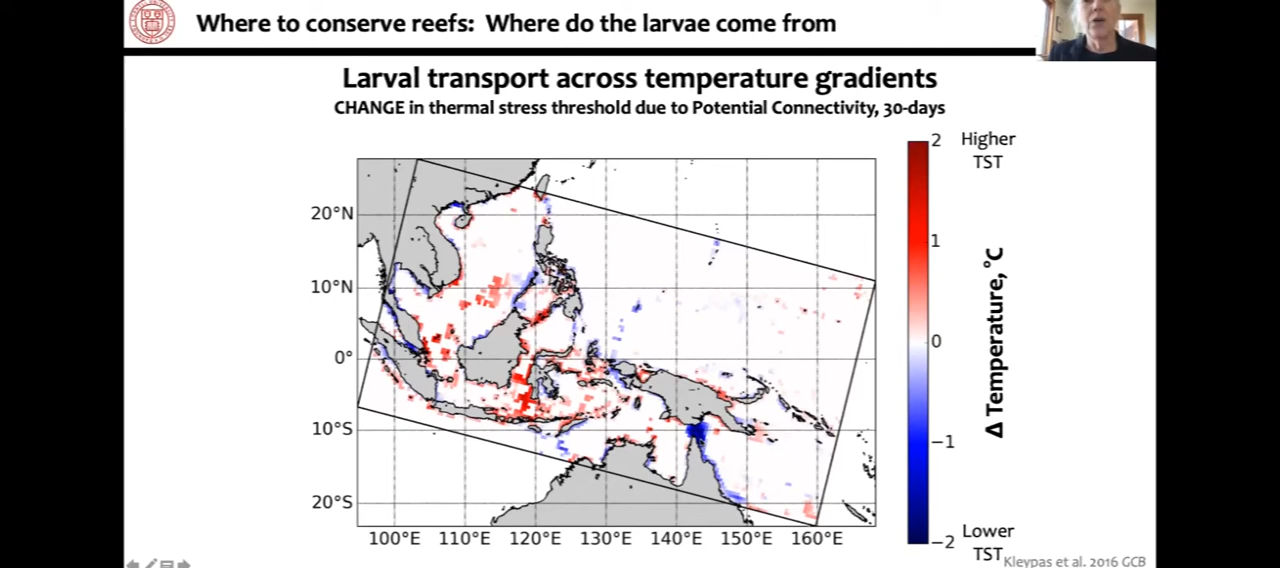 Where to conserve reefs: Where do the larvae come from
Larval transport across temperature gradients
CHANGE in thermal stress threshold due to Potential Connectivity, 30-days
2
Higher
TST
20°N
1
10°N
Δ Temperature, °C
0°
0
10°S
−1
20°S
Lower
−2
TST
100°E 110°E 120°E 130°E 140°E 150°E 160°E
Kleypas et al. 2016 GCB